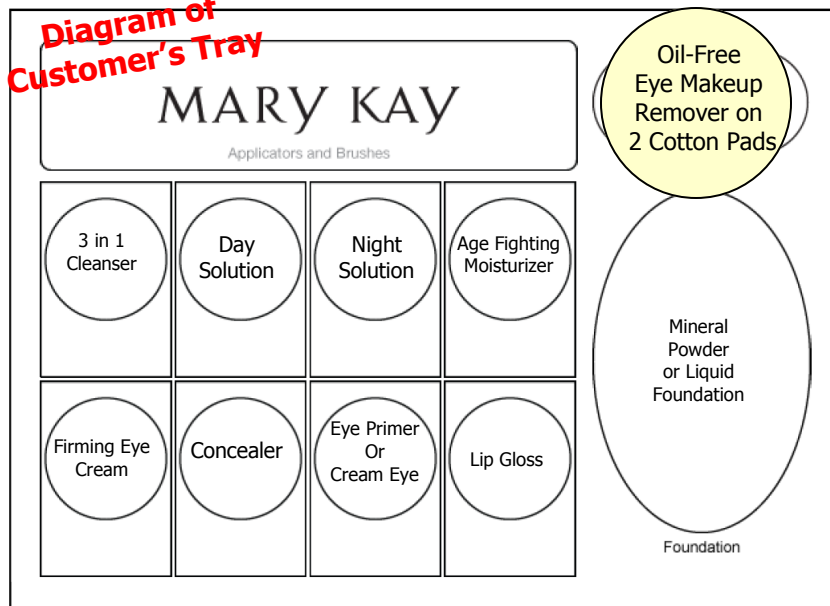 Diagram of
Customer's Tray
MARY KAY
Applicators and Brushes
Oil-Free
Eye Makeup
Remover on
2 Cotton Pads
3 in 1
Cleanser
Day
Solution
Night
Solution
Age Fighting
Moisturizer
Mineral
Powder
or Liquid
Foundation
Firming Eye
Cream
Concealer
Eye Primer
Or
Cream Eye
Lip Gloss
Foundation